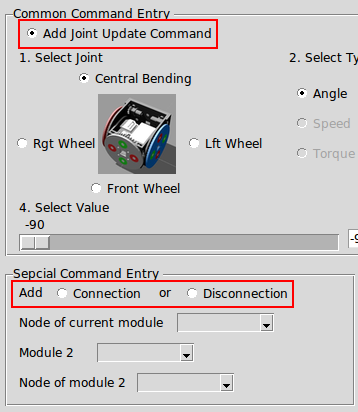 Common Command Entry
Add Joint Update Command
1. Select Joint 2. Select Ty
Central Bending
Angle
Rgt Wheel Lft Wheel Speed
Torque
Front Wheel
4. Select Value
-90
-9
Sepcial Command Entry
Add Connection or Disconnection
Node of current module
Module 2
Node of module 2